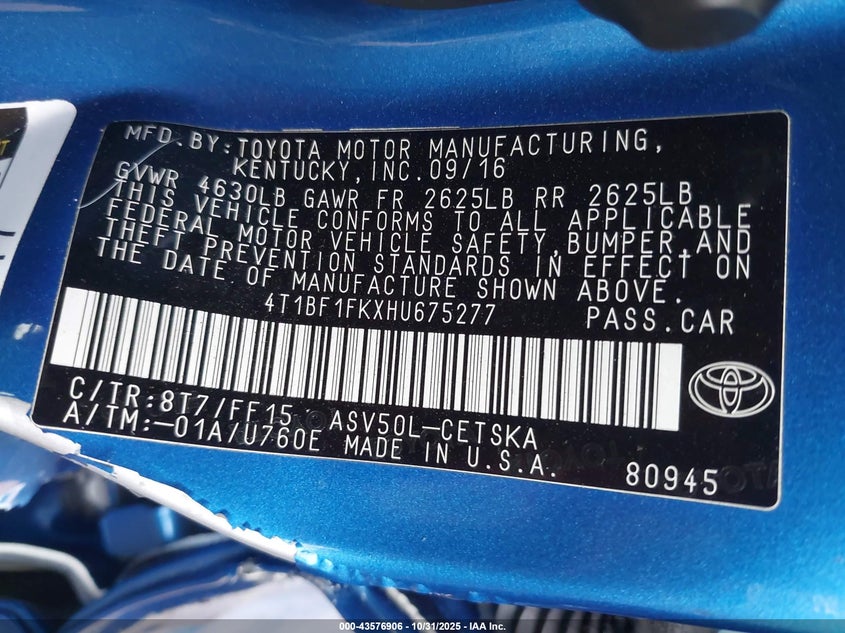 MFD.BY:TOYOTA MOTOR MANUFACTURING,
KENTUCKY,INC.09/16
GVWR 4630LB GAWR FR 2625LB RR 2625LB
THIS VEHICLE CONFORMS TO ALL APPLICABLE
FEDERAL MOTOR VEHICLE SAFETY,BUMPER,AND
THEFT PREVENTION STANDARDS IN EFFECT ON
THE DATE OF MANUFACTURE SHOWN ABOVE.
4T1BF1FKXHU675277 PASS.CAR
C/TR:8T7/FF15 ASV50L-CETSKA
A/TM:-01A/U760E MADE IN U.S.A.
80945
000-43576906 - 10/31/2025 - IAA Inc.